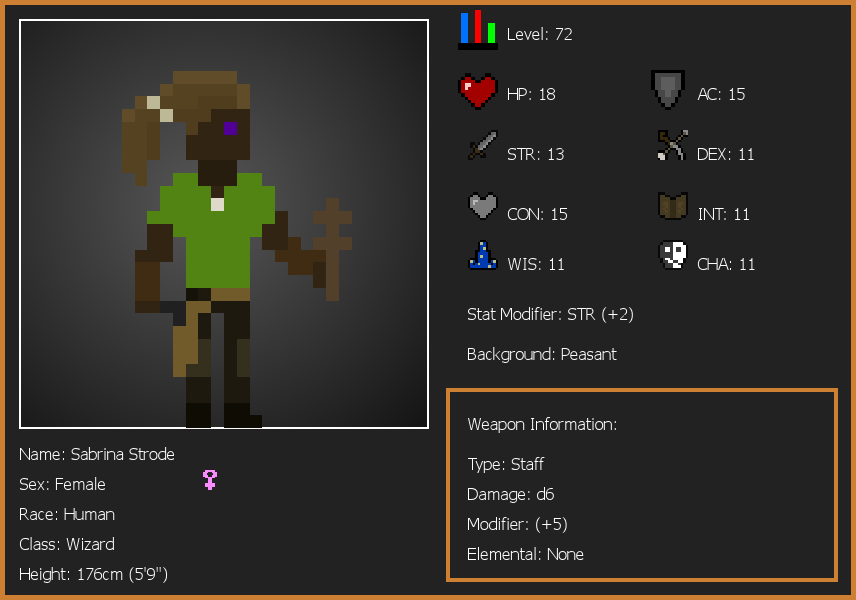 Level: 72
HP: 18
AC: 15
STR: 13
DEX: 11
CON: 15
INT: 11
WIS: 11
CHA: 11
Stat Modifier: STR (+2)
Background: Peasant
Weapon Information:
Type: Staff
Damage: d6
Modifier: (+5)
Elemental: None
Name: Sabrina Strode
Sex: Female
Race: Human
Class: Wizard
Height: 176cm (5'9")